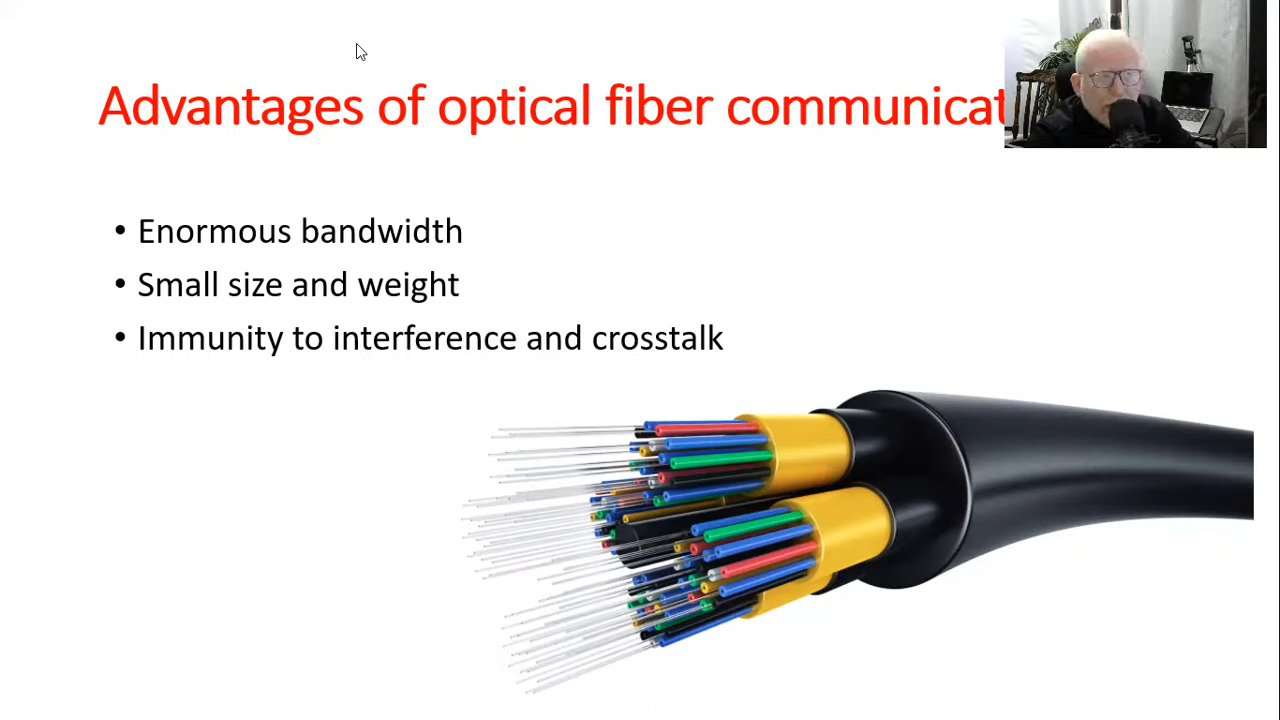 Advantages of optical fiber communicat
• Enormous bandwidth
• Small size and weight
• Immunity to interference and crosstalk